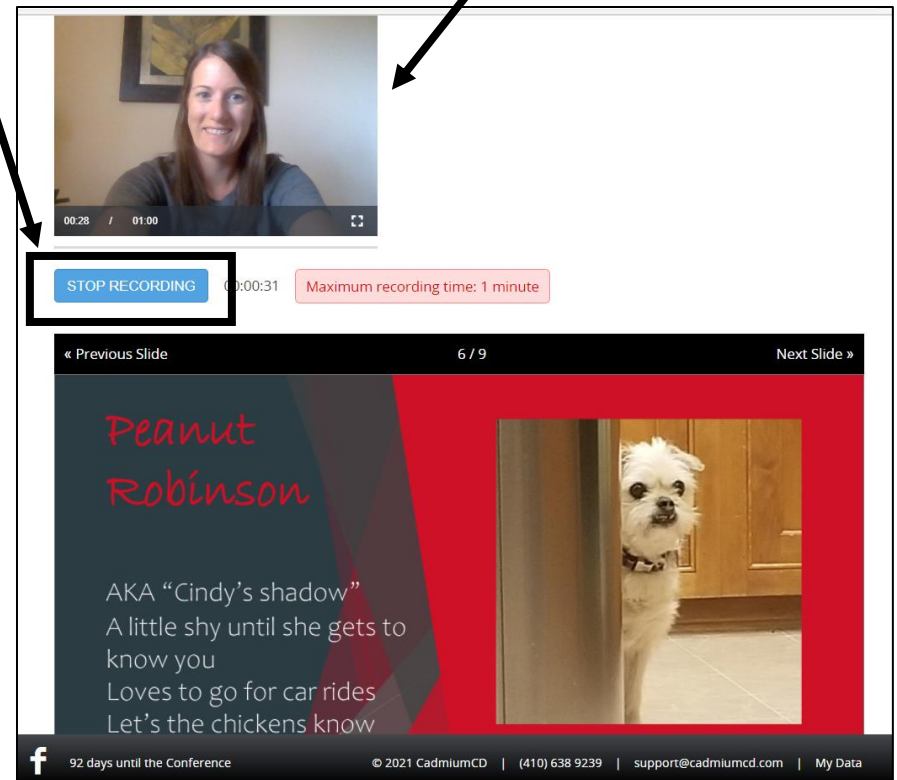 00:28 / 01:00
STOP RECORDING
00:00:31
Maximum recording time: 1 minute
« Previous Slide
6 / 9
Next Slide »
Peanut
Robinson
AKA “Cindy’s shadow”
A little shy until she gets to
know you
Loves to go for car rides
Let’s the chickens know
f
92 days until the Conference
© 2021 CadmiumCD | (410) 638 9239 | support@cadmiumcd.com | My Data